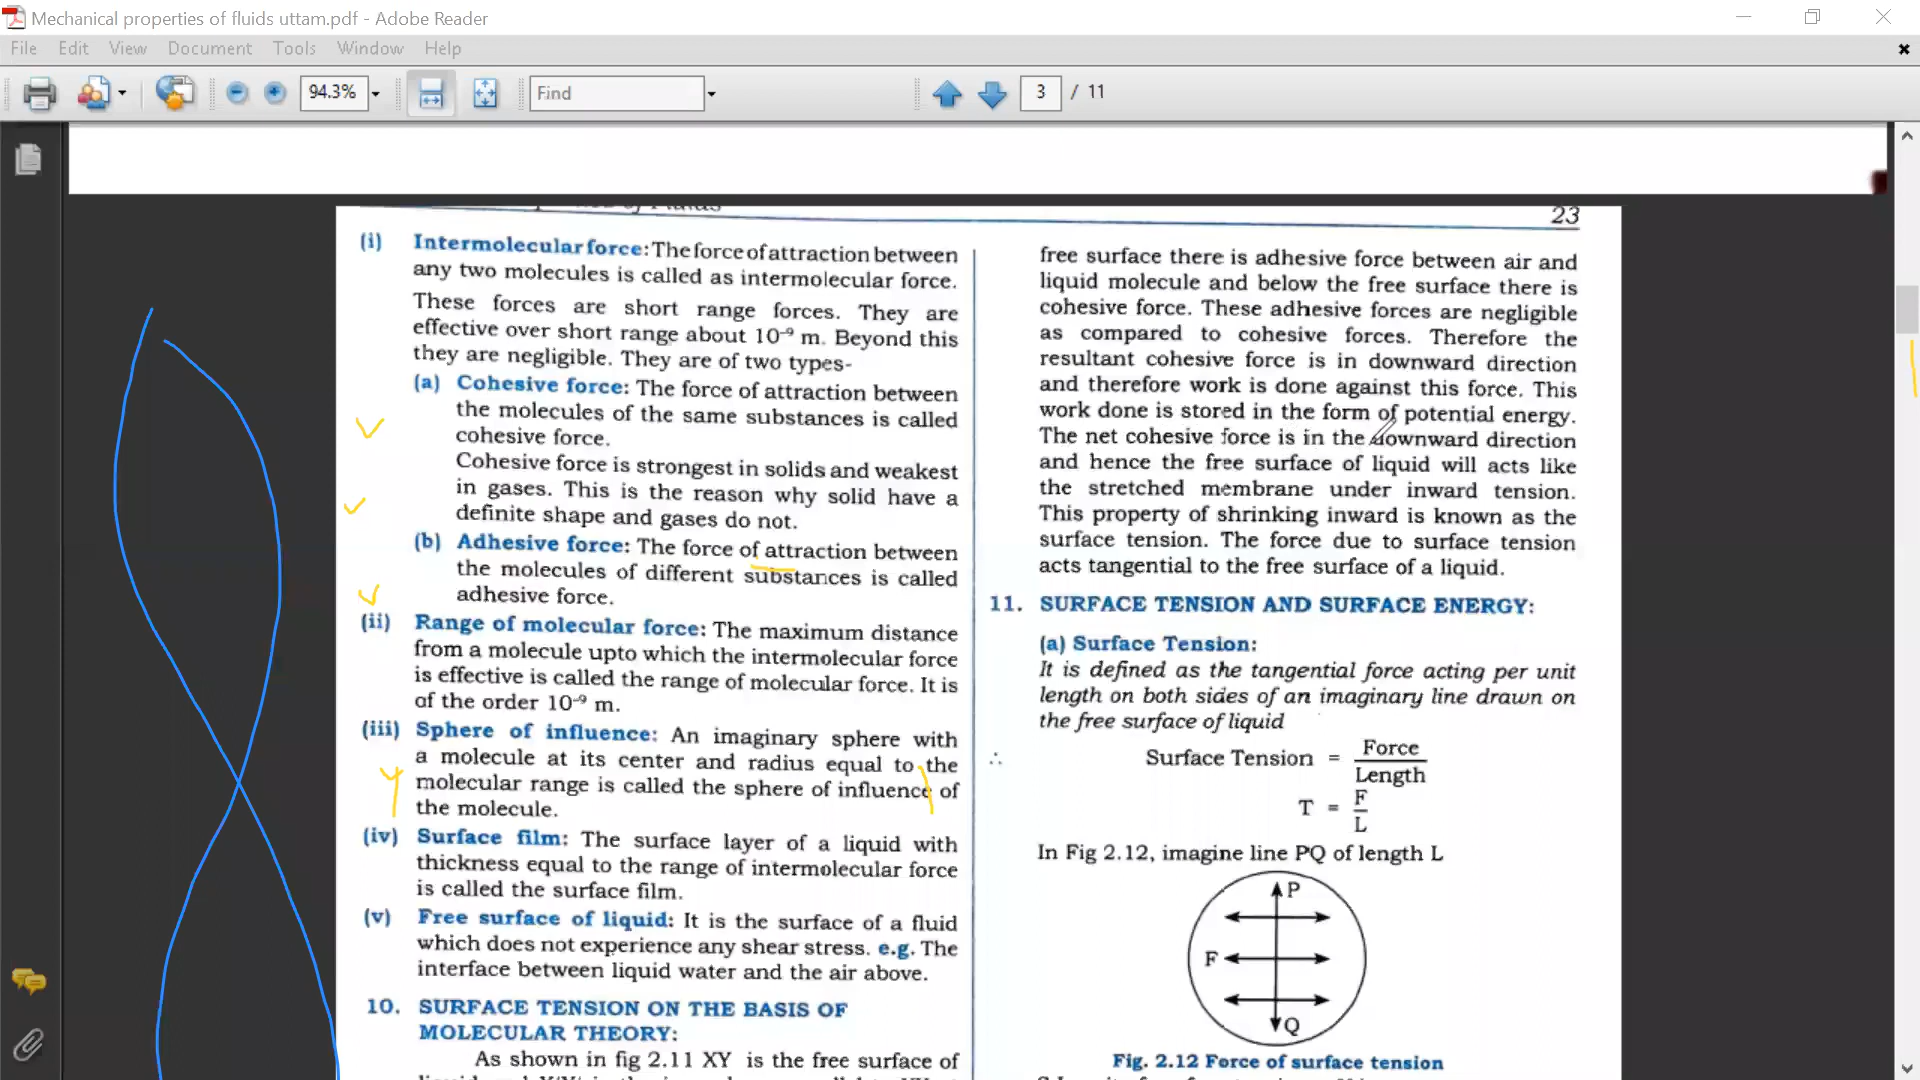 Mechanical properties of fluids uttam.pdf - Adobe Reader
File Edit View Document Tools Window Help
94.3% Find 3 / 11
23
(i) Intermolecular force: The force of attraction between
any two molecules is called as intermolecular force.
These forces are short range forces. They are
effective over short range about 10⁻⁹ m. Beyond this
they are negligible. They are of two types-
(a) Cohesive force: The force of attraction between
the molecules of the same substances is called
cohesive force.
Cohesive force is strongest in solids and weakest
in gases. This is the reason why solid have a
definite shape and gases do not.
(b) Adhesive force: The force of attraction between
the molecules of different substances is called
adhesive force.
(ii) Range of molecular force: The maximum distance
from a molecule upto which the intermolecular force
is effective is called the range of molecular force. It is
of the order 10⁻⁹ m.
(iii) Sphere of influence: An imaginary sphere with
a molecule at its center and radius equal to the
molecular range is called the sphere of influence of
the molecule.
(iv) Surface film: The surface layer of a liquid with
thickness equal to the range of intermolecular force
is called the surface film.
(v) Free surface of liquid: It is the surface of a fluid
which does not experience any shear stress. e.g. The
interface between liquid water and the air above.
10. SURFACE TENSION ON THE BASIS OF
MOLECULAR THEORY:
As shown in fig 2.11 XY is the free surface of
free surface there is adhesive force between air and
liquid molecule and below the free surface there is
cohesive force. These adhesive forces are negligible
as compared to cohesive forces. Therefore the
resultant cohesive force is in downward direction
and therefore work is done against this force. This
work done is stored in the form of potential energy.
The net cohesive force is in the downward direction
and hence the free surface of liquid will acts like
the stretched membrane under inward tension.
This property of shrinking inward is known as the
surface tension. The force due to surface tension
acts tangential to the free surface of a liquid.
11. SURFACE TENSION AND SURFACE ENERGY:
(a) Surface Tension:
It is defined as the tangential force acting per unit
length on both sides of an imaginary line drawn on
the free surface of liquid
∴ Surface Tension = Force
Length
T = F
L
In Fig 2.12, imagine line PQ of length L
P
F
Q
Fig. 2.12 Force of surface tension